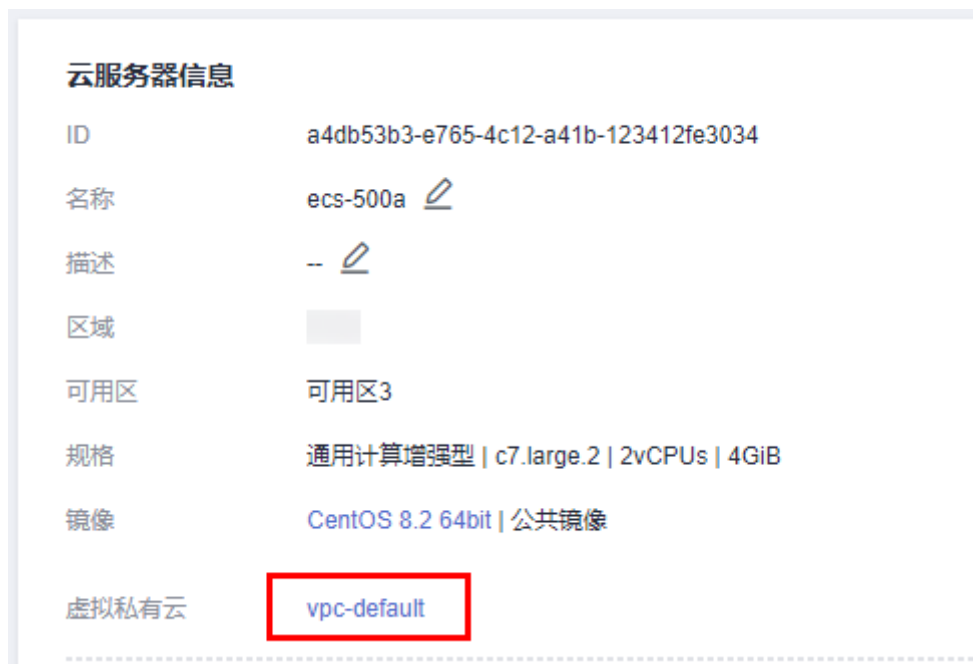 云服务器信息
ID a4db53b3-e765-4c12-a41b-123412fe3034
名称 ecs-500a
描述 --
区域
可用区 可用区3
规格 通用计算增强型 | c7.large.2 | 2vCPUs | 4GiB
镜像 CentOS 8.2 64bit | 公共镜像
虚拟私有云 vpc-default